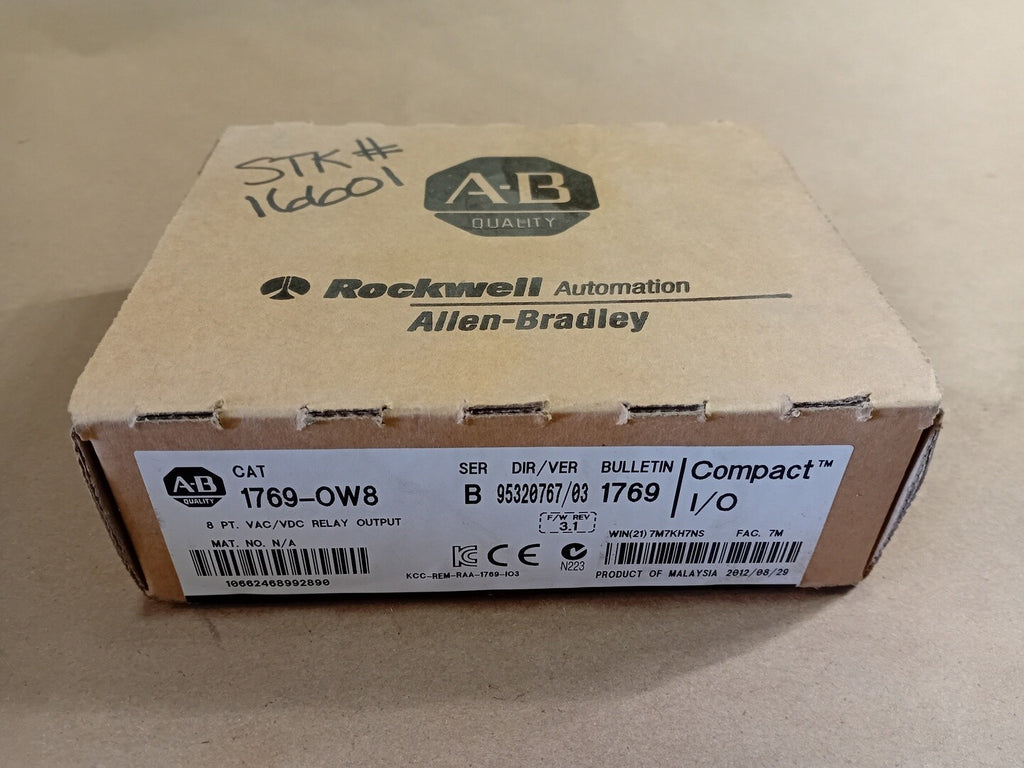 STK#
16601
A-B
QUALITY
Rockwell Automation
Allen-Bradley
A-B
QUALITY
CAT
1769-OW8
8 PT. VAC/VDC RELAY OUTPUT
MAT. NO. N/A
10662468992890
SER
B
DIR/VER
95320767/03
F/W REV
3.1
BULLETIN
1769
Compact™
I/O
KC CE
N223
KCC-REM-RAA-1769-IO3
WIN(21) 7M7KH7NS FAC. 7M
PRODUCT OF MALAYSIA 2012/08/29